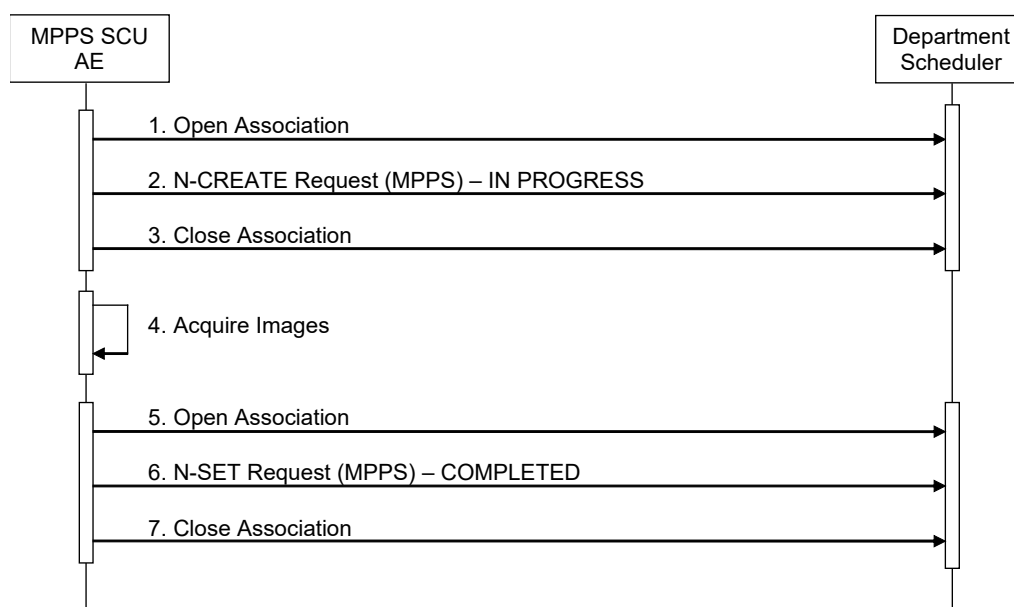 MPPS SCU
AE
Department
Scheduler
1. Open Association
2. N-CREATE Request (MPPS) – IN PROGRESS
3. Close Association
4. Acquire Images
5. Open Association
6. N-SET Request (MPPS) – COMPLETED
7. Close Association